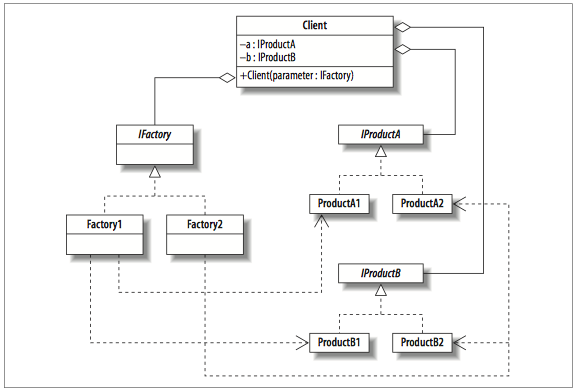 Client
–a : IProductA
–b : IProductB
+Client(parameter : IFactory)
IFactory
IProductA
ProductA1
ProductA2
Factory1
Factory2
IProductB
ProductB1
ProductB2